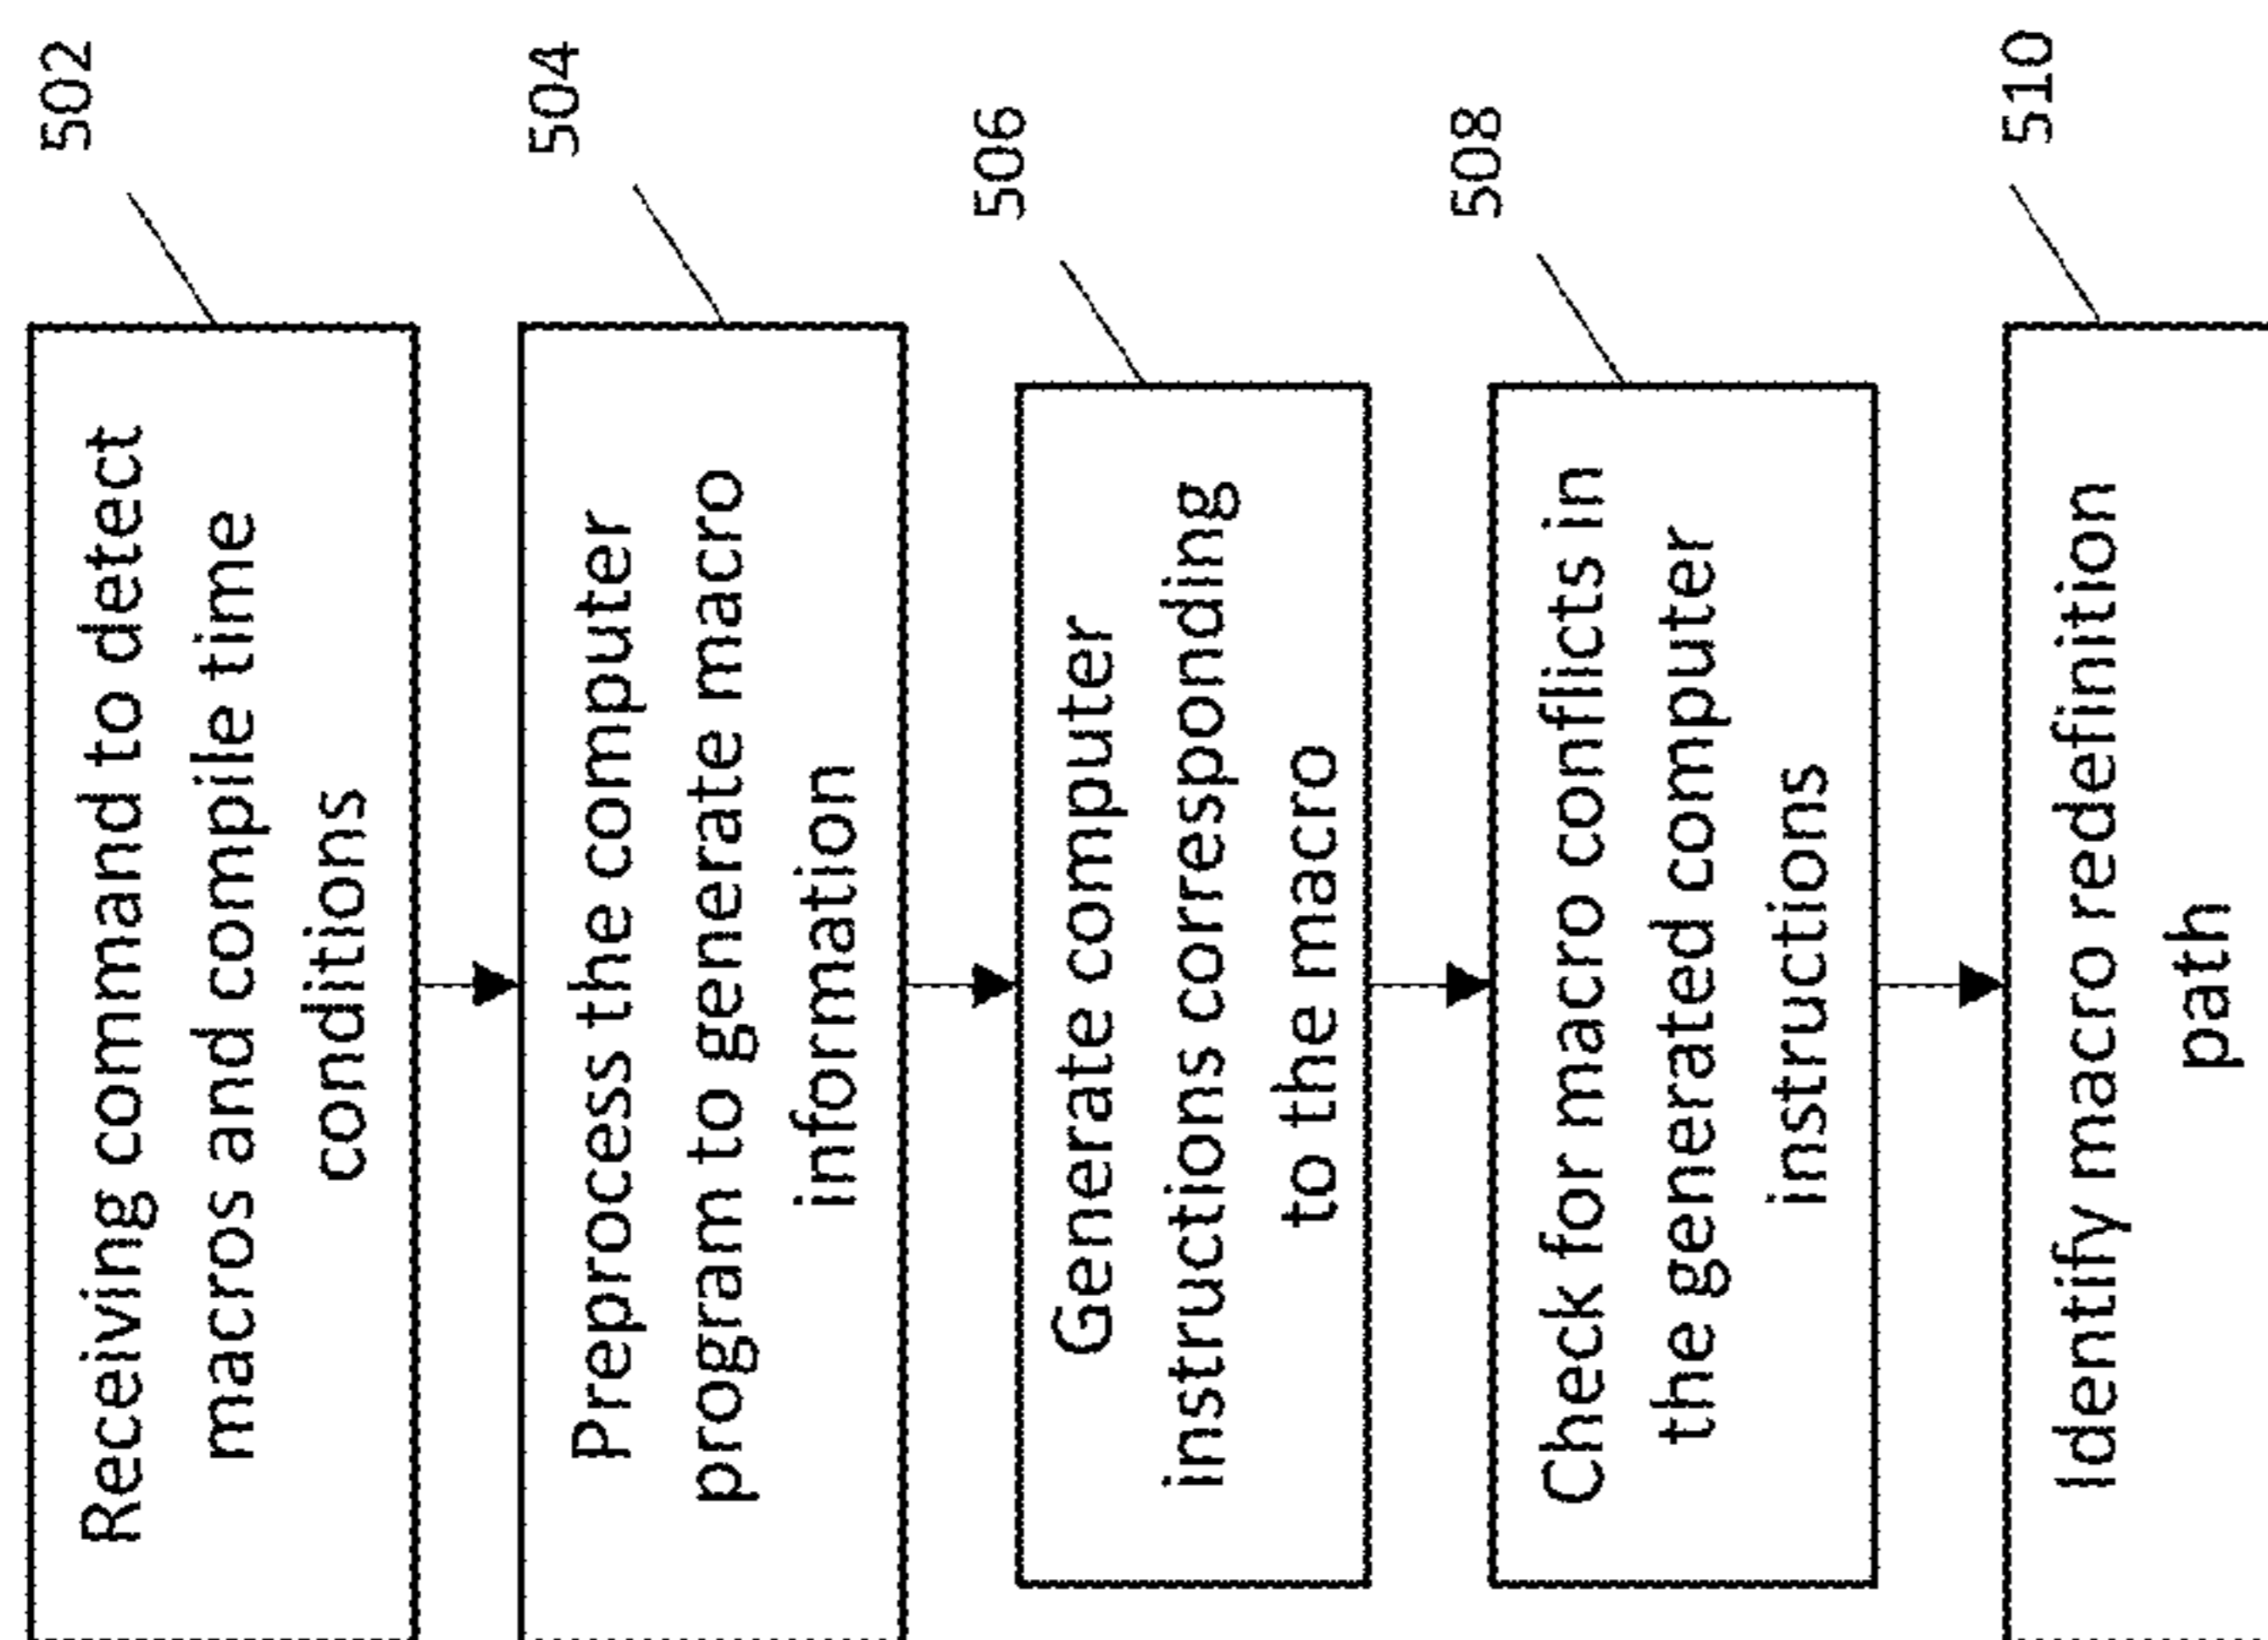 502
Receiving command to detect
macros and compile time
conditions
504
Preprocess the computer
program to generate macro
information
506
Generate computer
instructions corresponding
to the macro
508
Check for macro conflicts in
the generated computer
instructions
510
Identify macro redefinition
path